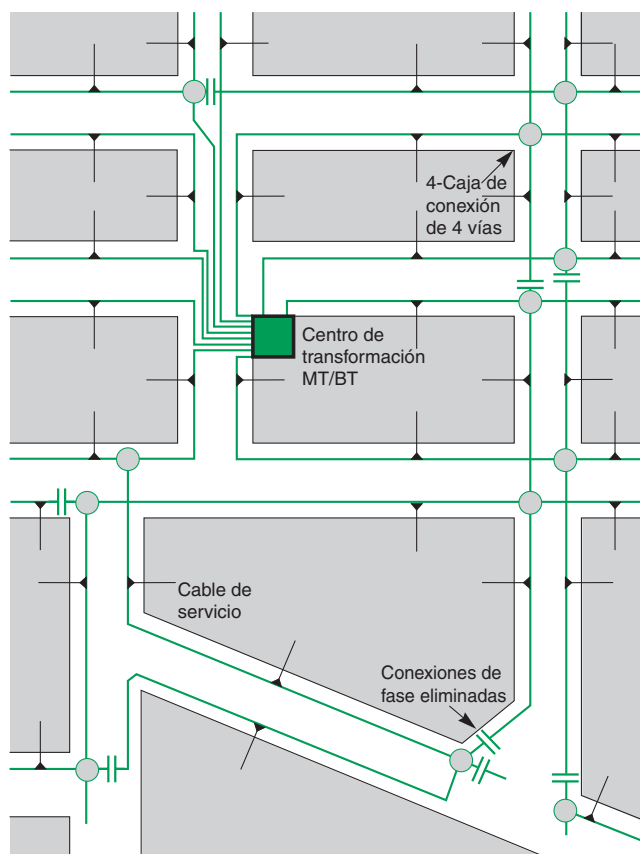 4-Caja de
conexión
de 4 vías
Centro de
transformación
MT/BT
Cable de
servicio
Conexiones de
fase eliminadas